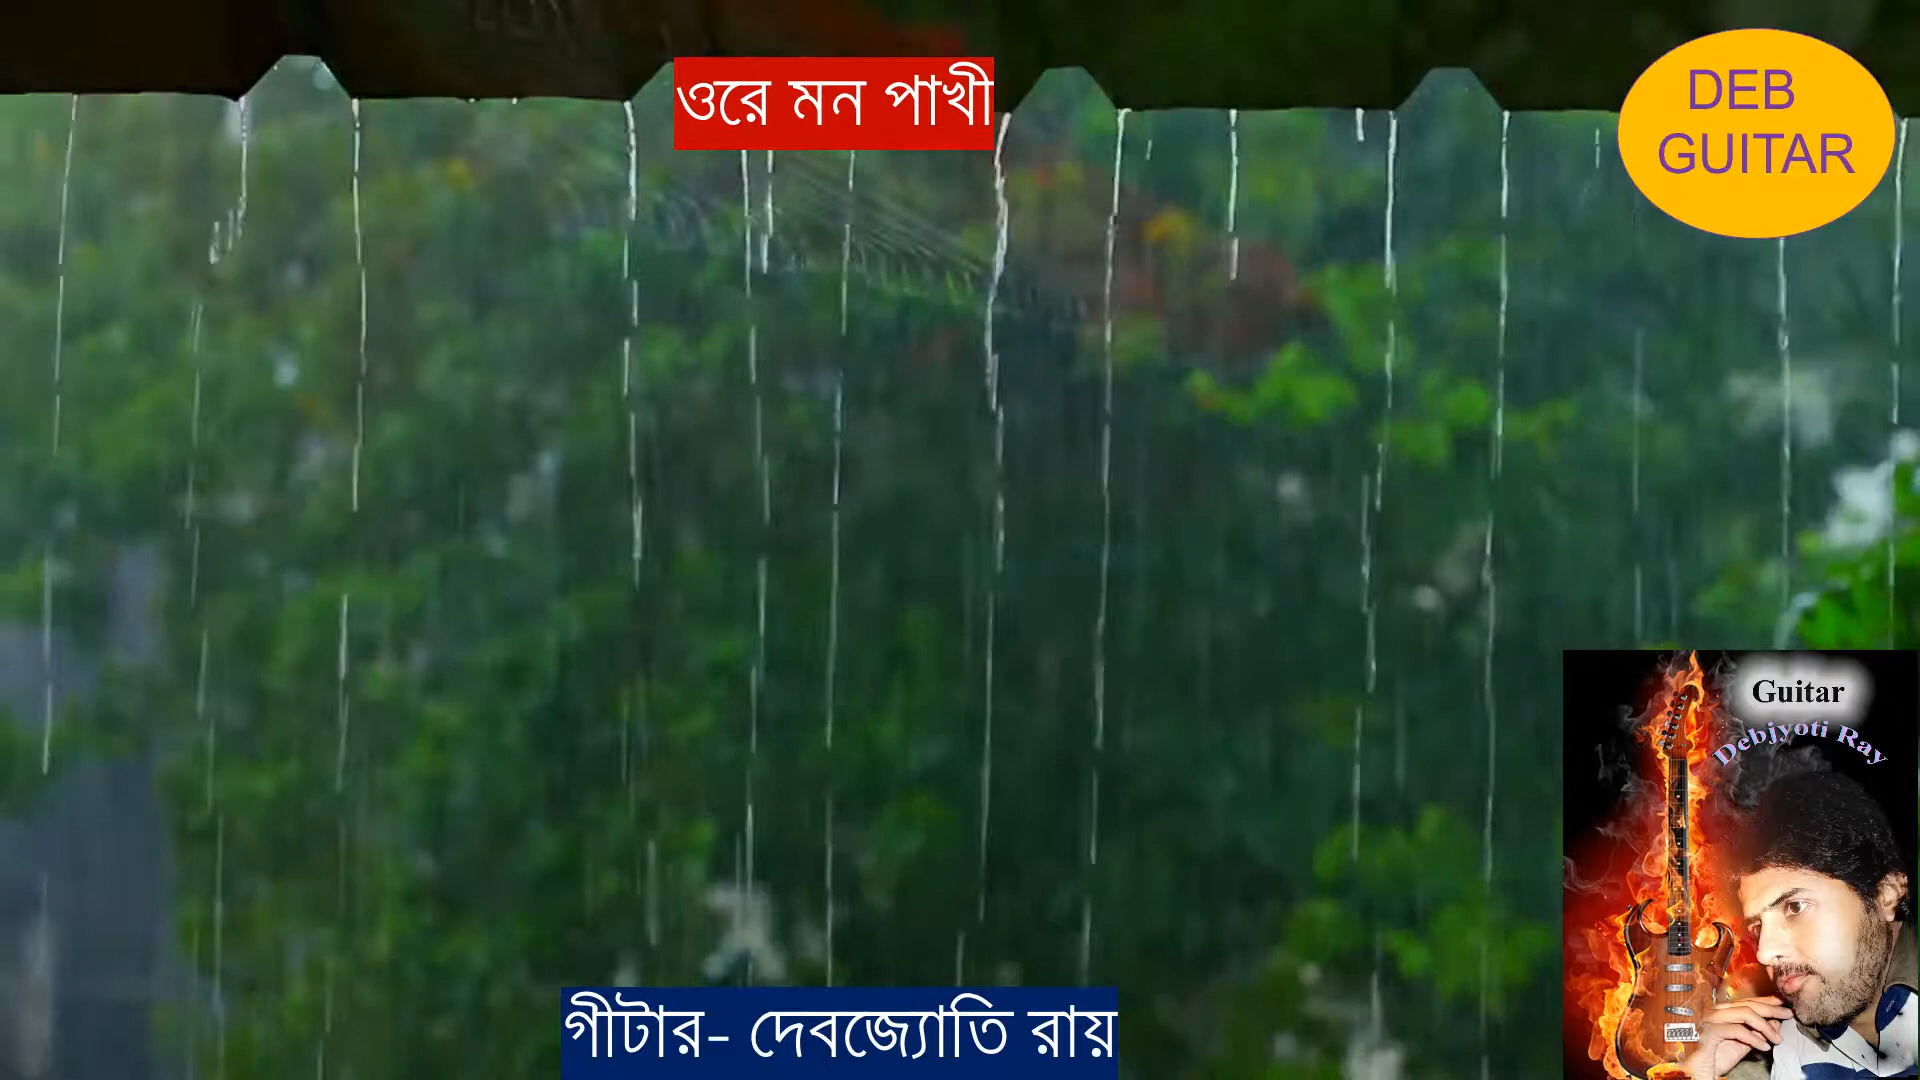 ওরে মন পাখী
DEB
GUITAR
Guitar
Debjyoti Ray
গীটার- দেবজ্যোতি রায়